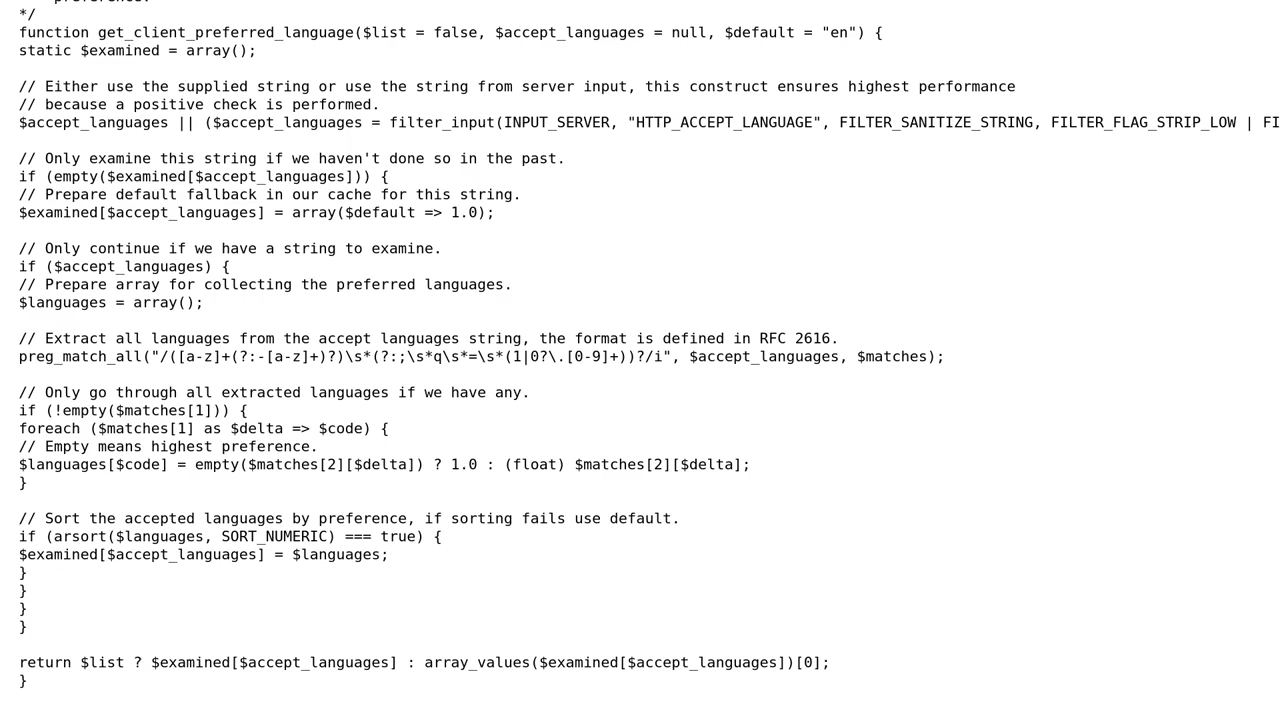 preference.
*/
function get_client_preferred_language($list = false, $accept_languages = null, $default = "en") {
static $examined = array();
// Either use the supplied string or use the string from server input, this construct ensures highest performance
// because a positive check is performed.
$accept_languages || ($accept_languages = filter_input(INPUT_SERVER, "HTTP_ACCEPT_LANGUAGE", FILTER_SANITIZE_STRING, FILTER_FLAG_STRIP_LOW | FI
// Only examine this string if we haven't done so in the past.
if (empty($examined[$accept_languages])) {
// Prepare default fallback in our cache for this string.
$examined[$accept_languages] = array($default => 1.0);
// Only continue if we have a string to examine.
if ($accept_languages) {
// Prepare array for collecting the preferred languages.
$languages = array();
// Extract all languages from the accept languages string, the format is defined in RFC 2616.
preg_match_all("/([a-z]+(?:-[a-z]+)?)\s*(?:;\s*q\s*=\s*(1|0?\.[0-9]+))?/i", $accept_languages, $matches);
// Only go through all extracted languages if we have any.
if (!empty($matches[1])) {
foreach ($matches[1] as $delta => $code) {
// Empty means highest preference.
$languages[$code] = empty($matches[2][$delta]) ? 1.0 : (float) $matches[2][$delta];
}
// Sort the accepted languages by preference, if sorting fails use default.
if (arsort($languages, SORT_NUMERIC) === true) {
$examined[$accept_languages] = $languages;
}
}
}
}
return $list ? $examined[$accept_languages] : array_values($examined[$accept_languages])[0];
}